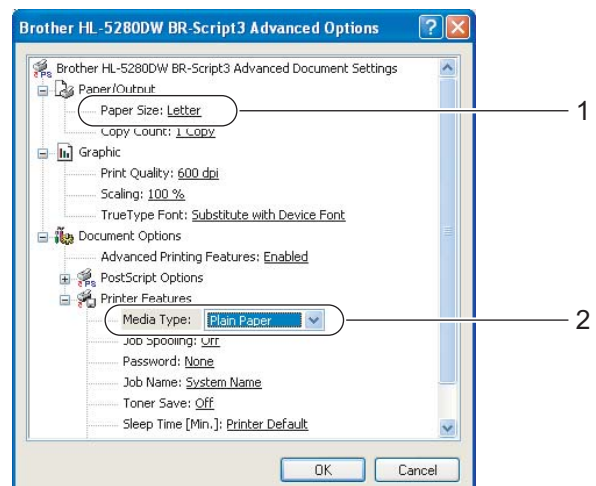 Brother HL-5280DW BR-Script3 Advanced Options
Brother HL-5280DW BR-Script3 Advanced Document Settings
Paper/Output
Paper Size: Letter
1
Copy Count: 1 Copy
Graphic
Print Quality: 600 dpi
Scaling: 100 %
TrueType Font: Substitute with Device Font
Document Options
Advanced Printing Features: Enabled
PostScript Options
Printer Features
Media Type: Plain Paper
2
Job Spooling: Off
Password: None
Job Name: System Name
Toner Save: Off
Sleep Time [Min.]: Printer Default
OK Cancel